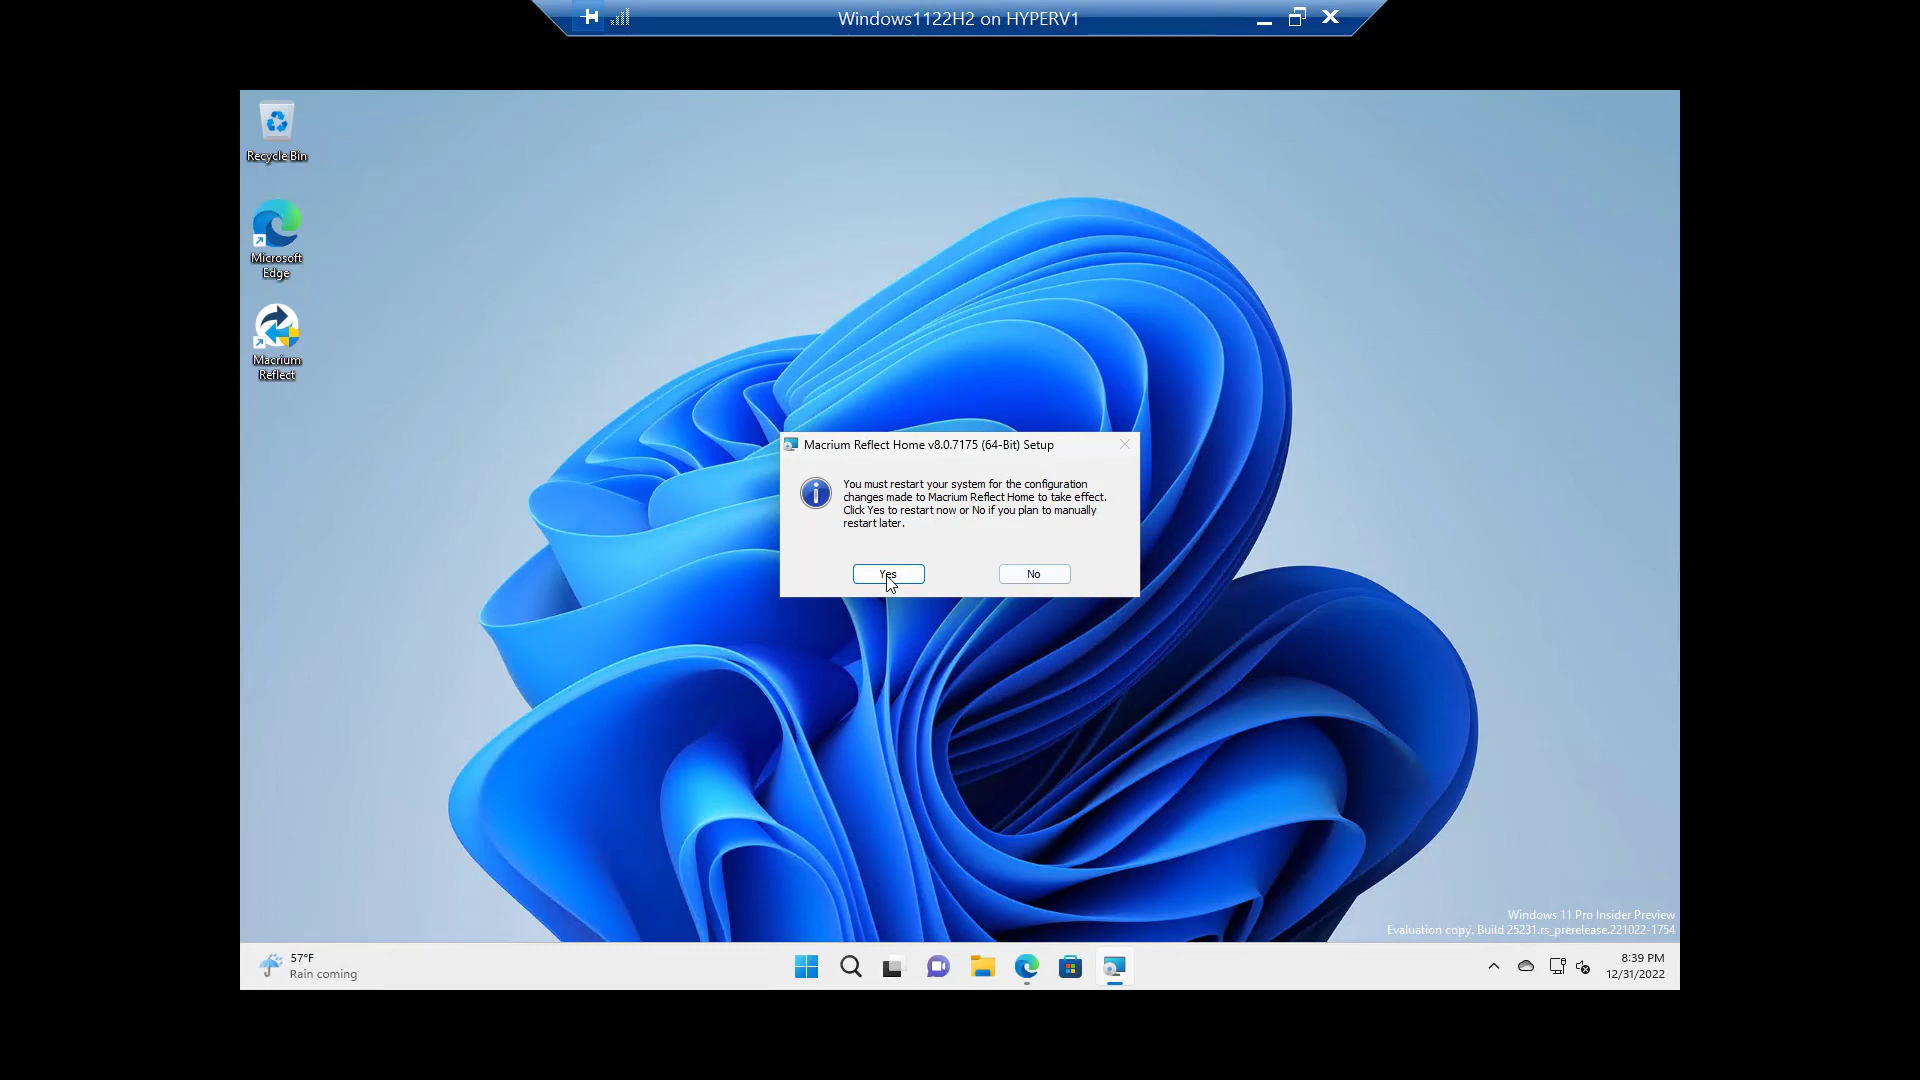 Windows1122H2 on HYPERV1
Recycle Bin
Microsoft
Edge
Macrium
Reflect
Macrium Reflect Home v8.0.7175 (64-Bit) Setup
You must restart your system for the configuration
changes made to Macrium Reflect Home to take effect.
Click Yes to restart now or No if you plan to manually
restart later.
Yes
No
Windows 11 Pro Insider Preview
Evaluation copy. Build 25231.rs_prerelease.221022-1754
57°F
Rain coming
8:39 PM
12/31/2022